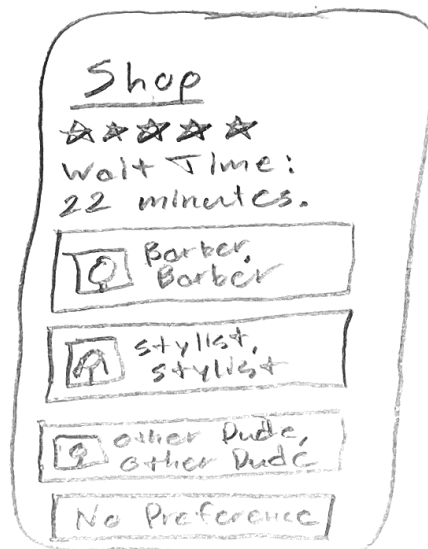 Shop
Wait Time:
22 minutes.
Barber,
Barber
stylist,
stylist
other Dude,
other Dude
No Preference